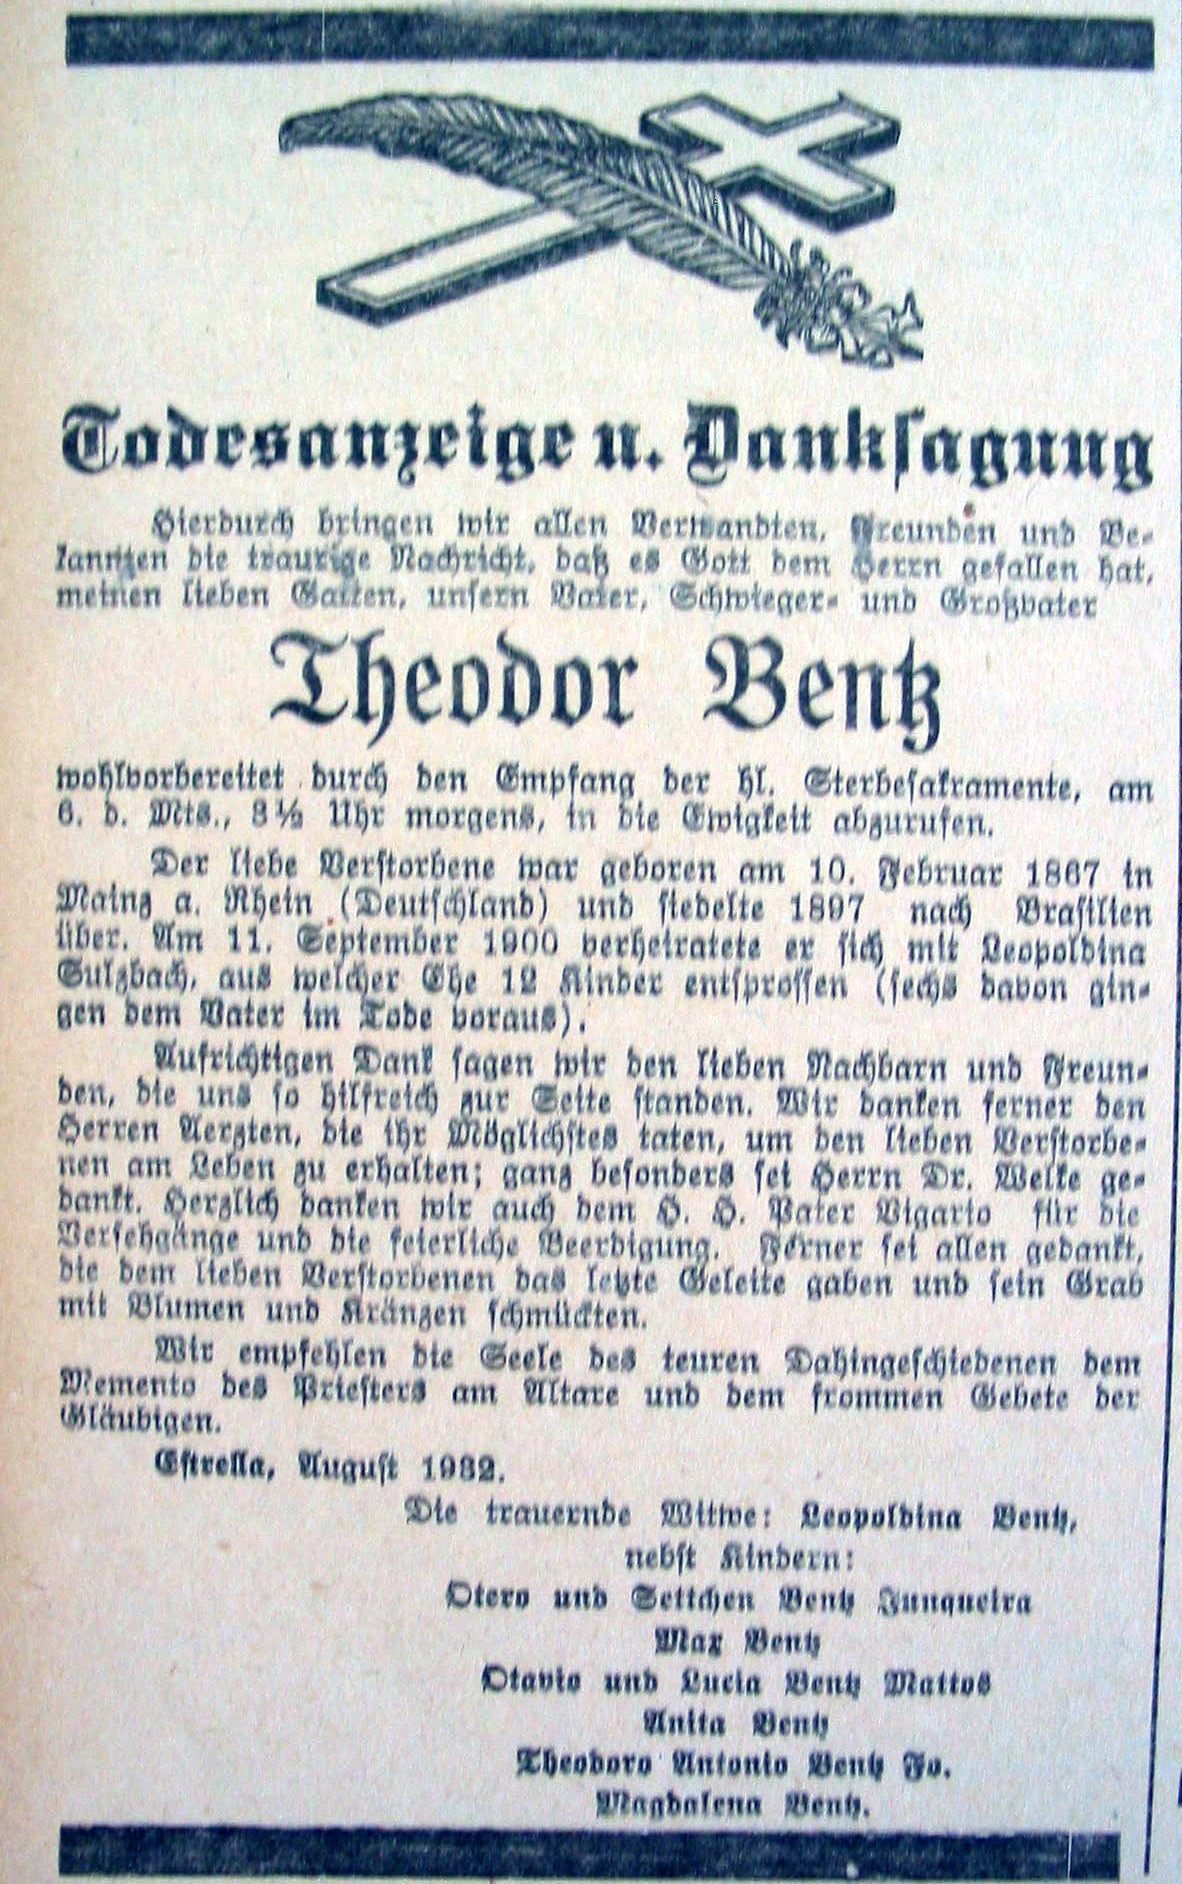 Todesanzeige u. Danksagung
Hierdurch bringen wir allen Verwandten, Freunden und Be-
kannten die traurige Nachricht, daß es Gott dem Herrn gefallen hat,
meinen lieben Gatten, unsern Vater, Schwieger- und Großvater
Theodor Bentz
wohlvorbereitet durch den Empfang der hl. Sterbesakramente, am
6. d. Mts., 3½ Uhr morgens, in die Ewigkeit abzurufen.
Der liebe Verstorbene war geboren am 10. Februar 1867 in
Mainz a. Rhein (Deutschland) und siedelte 1897 nach Brasilien
über. Am 11. September 1900 verheiratete er sich mit Leopoldina
Sulzbach, aus welcher Ehe 12 Kinder entsprossen (sechs davon gin-
gen dem Vater im Tode voraus).
Aufrichtigen Dank sagen wir den lieben Nachbarn und Freun-
den, die uns so hilfreich zur Seite standen. Wir danken ferner den
Herren Aerzten, die ihr Möglichstes taten, um den lieben Verstorbe-
nen am Leben zu erhalten; ganz besonders sei Herrn Dr. Welke ge-
dankt. Herzlich danken wir auch dem H. H. Pater Vigario für die
Versehgänge und die feierliche Beerdigung. Ferner sei allen gedankt,
die dem lieben Verstorbenen das letzte Geleite gaben und sein Grab
mit Blumen und Kränzen schmückten.
Wir empfehlen die Seele des teuren Dahingeschiedenen dem
Memento des Priesters am Altare und dem frommen Gebete der
Gläubigen.
Estrella, August 1932.
Die trauernde Witwe: Leopoldina Bentz,
nebst Kindern:
Otero und Settchen Bentz Junqueira
Max Bentz
Otavio und Lucia Bentz Mattos
Anita Bentz
Theodoro Antonio Bentz Fo.
Magdalena Bentz.